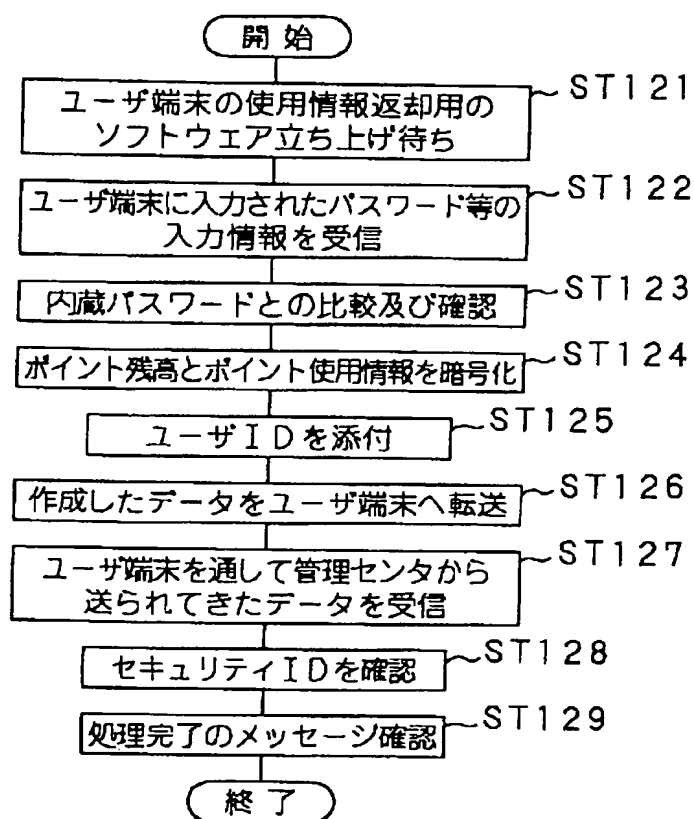 開始
ユーザ端末の使用情報返却用の
ソフトウェア立ち上げ待ち
ST121
ユーザ端末に入力されたパスワード等の
入力情報を受信
ST122
内蔵パスワードとの比較及び確認
ST123
ポイント残高とポイント使用情報を暗号化
ST124
ユーザIDを添付
ST125
作成したデータをユーザ端末へ転送
ST126
ユーザ端末を通して管理センタから
送られてきたデータを受信
ST127
セキュリティIDを確認
ST128
処理完了のメッセージ確認
ST129
終了